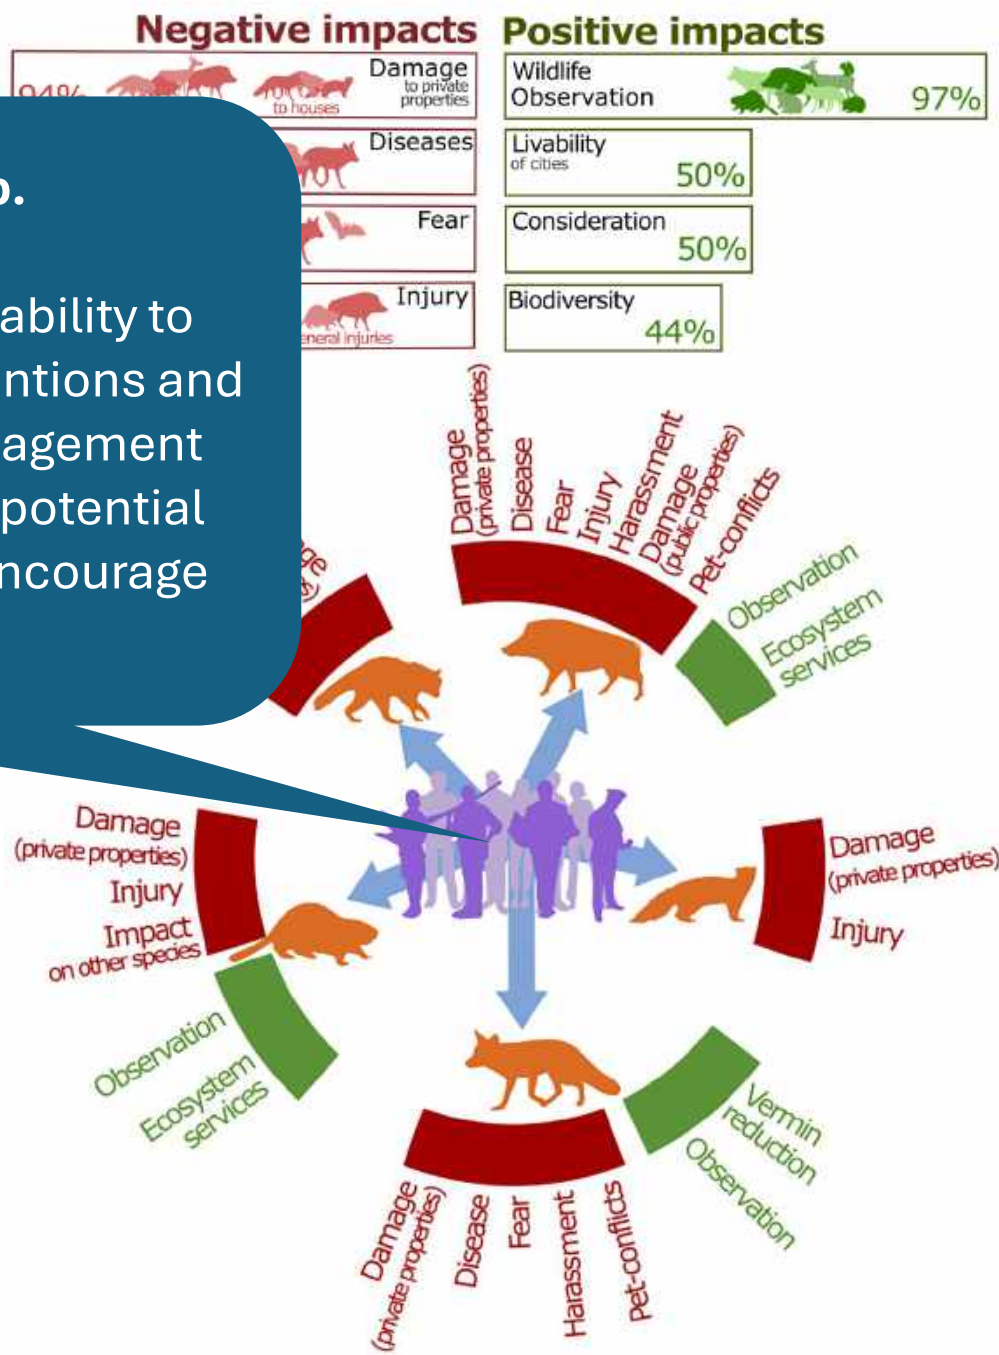 Negative impacts
Positive impacts
94%
to houses
Damage
to private
properties
Diseases
Fear
Injury
injuries
Wildlife
Observation
97%
Livability
of cities
50%
Consideration
50%
Biodiversity
44%
ability to
and
potential
Damage
(private properties)
Disease
Fear
Injury
Harassment
Damage
(public properties)
Pet-conflicts
Observation
Ecosystem
services
Damage
(private properties)
Injury
Impact
on other species
Observation
Ecosystem
services
Damage
(private properties)
Injury
Vermin
reduction
Observation
Damage
(private properties)
Disease
Fear
Harassment
Pet-conflicts